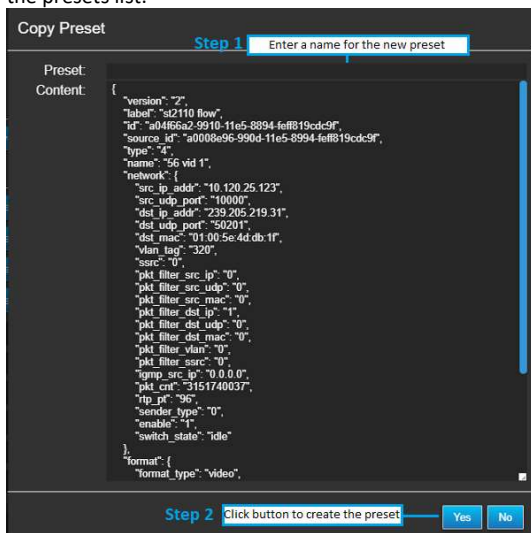 the presets list.
Copy Preset
Step 1 Enter a name for the new preset
Preset:
Content: {
"version": "2",
"label": "st2110 flow",
"id": "a04f66a2-9910-11e5-8894-feff819cdc9f",
"source_id": "a0008e96-990d-11e5-8994-feff819cdc9f",
"type": "4",
"name": "56 vid 1",
"network": {
"src_ip_addr": "10.120.25.123",
"src_udp_port": "10000",
"dst_ip_addr": "239.205.219.31",
"dst_udp_port": "50201",
"dst_mac": "01:00:5e:4d:db:1f",
"vlan_tag": "320",
"ssrc": "0",
"pkt_filter_src_ip": "0",
"pkt_filter_src_udp": "0",
"pkt_filter_src_mac": "0",
"pkt_filter_dst_ip": "1",
"pkt_filter_dst_udp": "0",
"pkt_filter_dst_mac": "0",
"pkt_filter_vlan": "0",
"pkt_filter_ssrc": "0",
"igmp_src_ip": "0.0.0.0",
"pkt_cnt": "3151740037",
"rtp_pt": "96",
"sender_type": "0",
"enable": "1",
"switch_state": "idle"
},
"format": {
"format_type": "video",
Step 2 Click button to create the preset Yes No